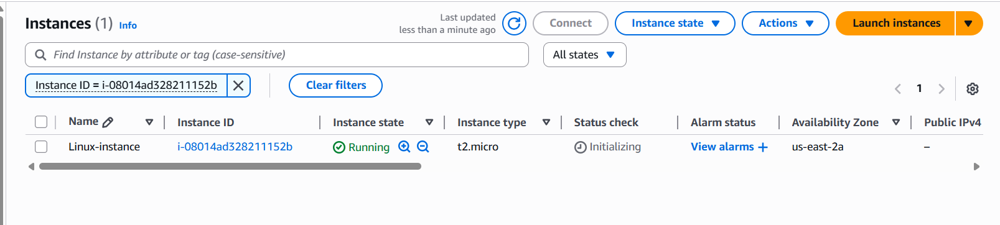 Instances (1) Info
Last updated
less than a minute ago
Connect
Instance state
Actions
Launch instances
Find Instance by attribute or tag (case-sensitive)
All states
Instance ID = i-08014ad328211152b
Clear filters
1
Name Instance ID Instance state Instance type Status check Alarm status Availability Zone Public IPv4
Linux-instance i-08014ad328211152b Running t2.micro Initializing View alarms + us-east-2a –